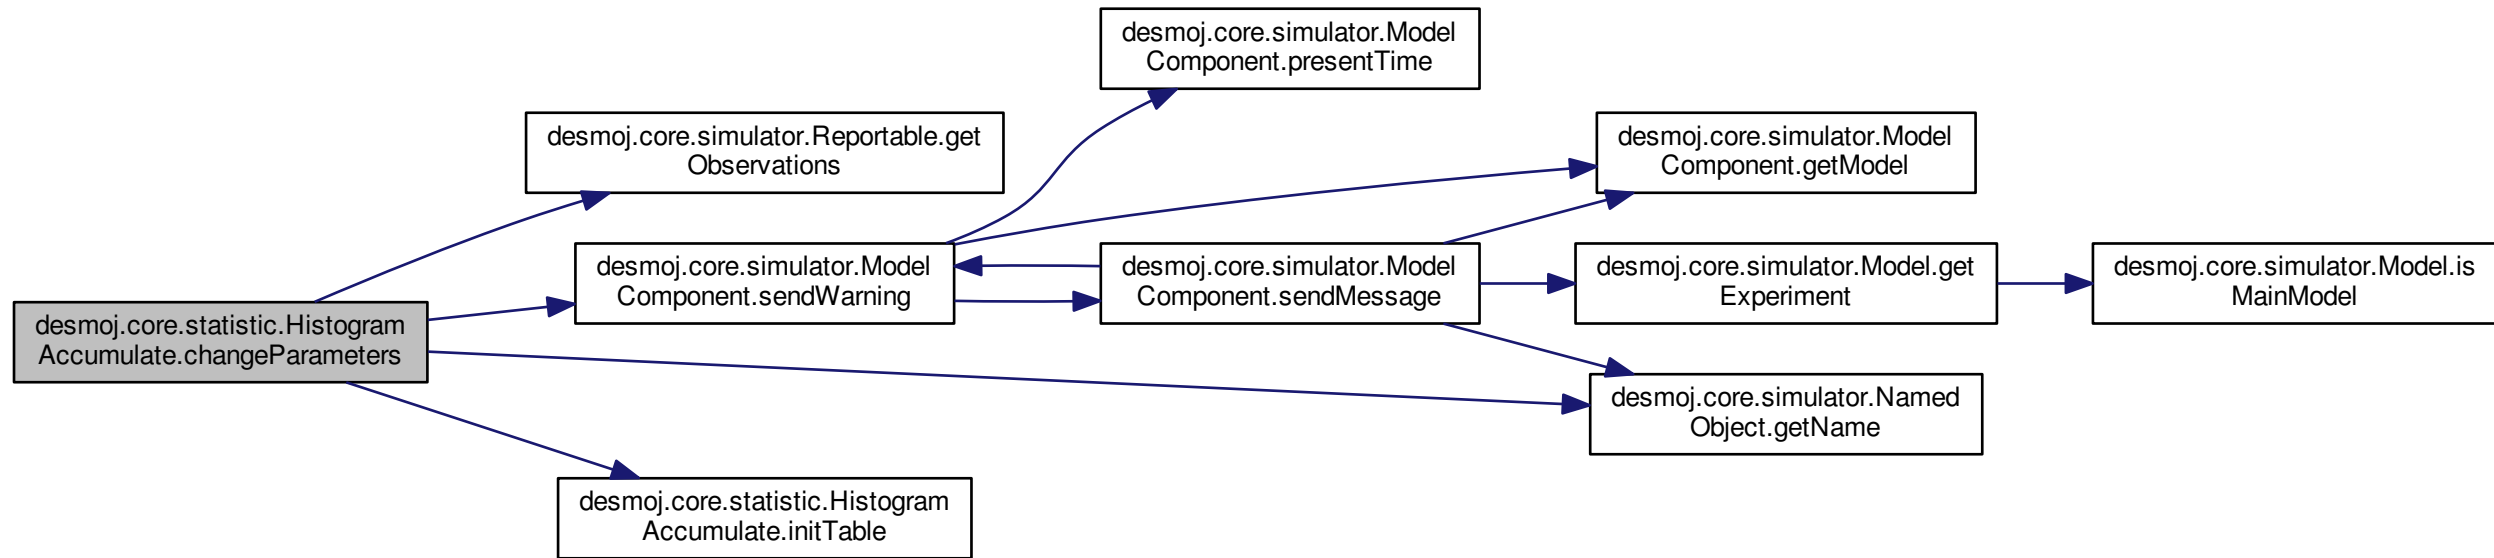 desmoj.core.simulator.Model
Component.presentTime
desmoj.core.simulator.Reportable.get
Observations
desmoj.core.simulator.Model
Component.getModel
desmoj.core.simulator.Model
Component.sendWarning
desmoj.core.simulator.Model
Component.sendMessage
desmoj.core.simulator.Model.get
Experiment
desmoj.core.simulator.Model.is
MainModel
desmoj.core.statistic.Histogram
Accumulate.changeParameters
desmoj.core.simulator.Named
Object.getName
desmoj.core.statistic.Histogram
Accumulate.initTable